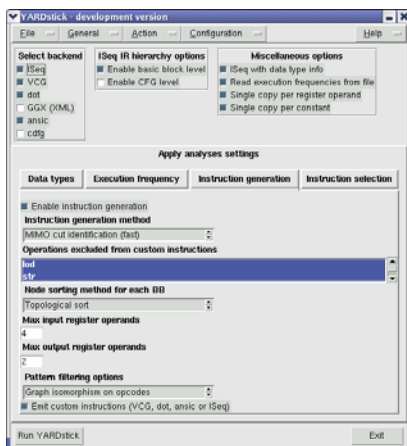 YARDstick - development version
File General Action Configuration Help
Select backend
ISeq
VCG
dot
GGX (XML)
ansic
cdfg
ISeq IR hierarchy options
Enable basic block level
Enable CFG level
Miscellaneous options
ISeq with data type info
Read execution frequencies from file
Single copy per register operand
Single copy per constant
Apply analyses settings
Data types Execution frequency Instruction generation Instruction selection
Enable instruction generation
Instruction generation method
MIMO cut identification (fast)
Operations excluded from custom instructions
lod
str
Node sorting method for each BB
Topological sort
Max input register operands
4
Max output register operands
2
Pattern filtering options
Graph isomorphism on opcodes
Emit custom instructions (VCG, dot, ansic or ISeq)
Run YARDstick Exit